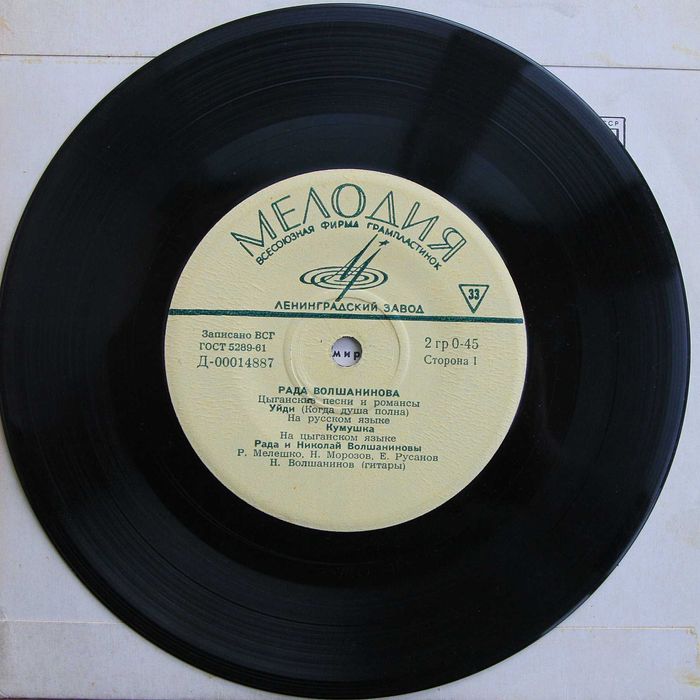 МЕЛОДИЯ
ВСЕСОЮЗНАЯ ФИРМА ГРАМПЛАСТИНОК
ЛЕНИНГРАДСКИЙ ЗАВОД
33
Записано ВСГ
ГОСТ 5289-61
Д-00014887
мир
2 гр 0-45
Сторона 1
РАДА ВОЛШАНИНОВА
Цыганские песни и романсы
Уйди (Когда душа полна)
На русском языке
Кумушка
На цыганском языке
Рада и Николай Волшаниновы
Р. Мелешко, Н. Морозов, Е. Русанов
Н. Волшанинов (гитары)